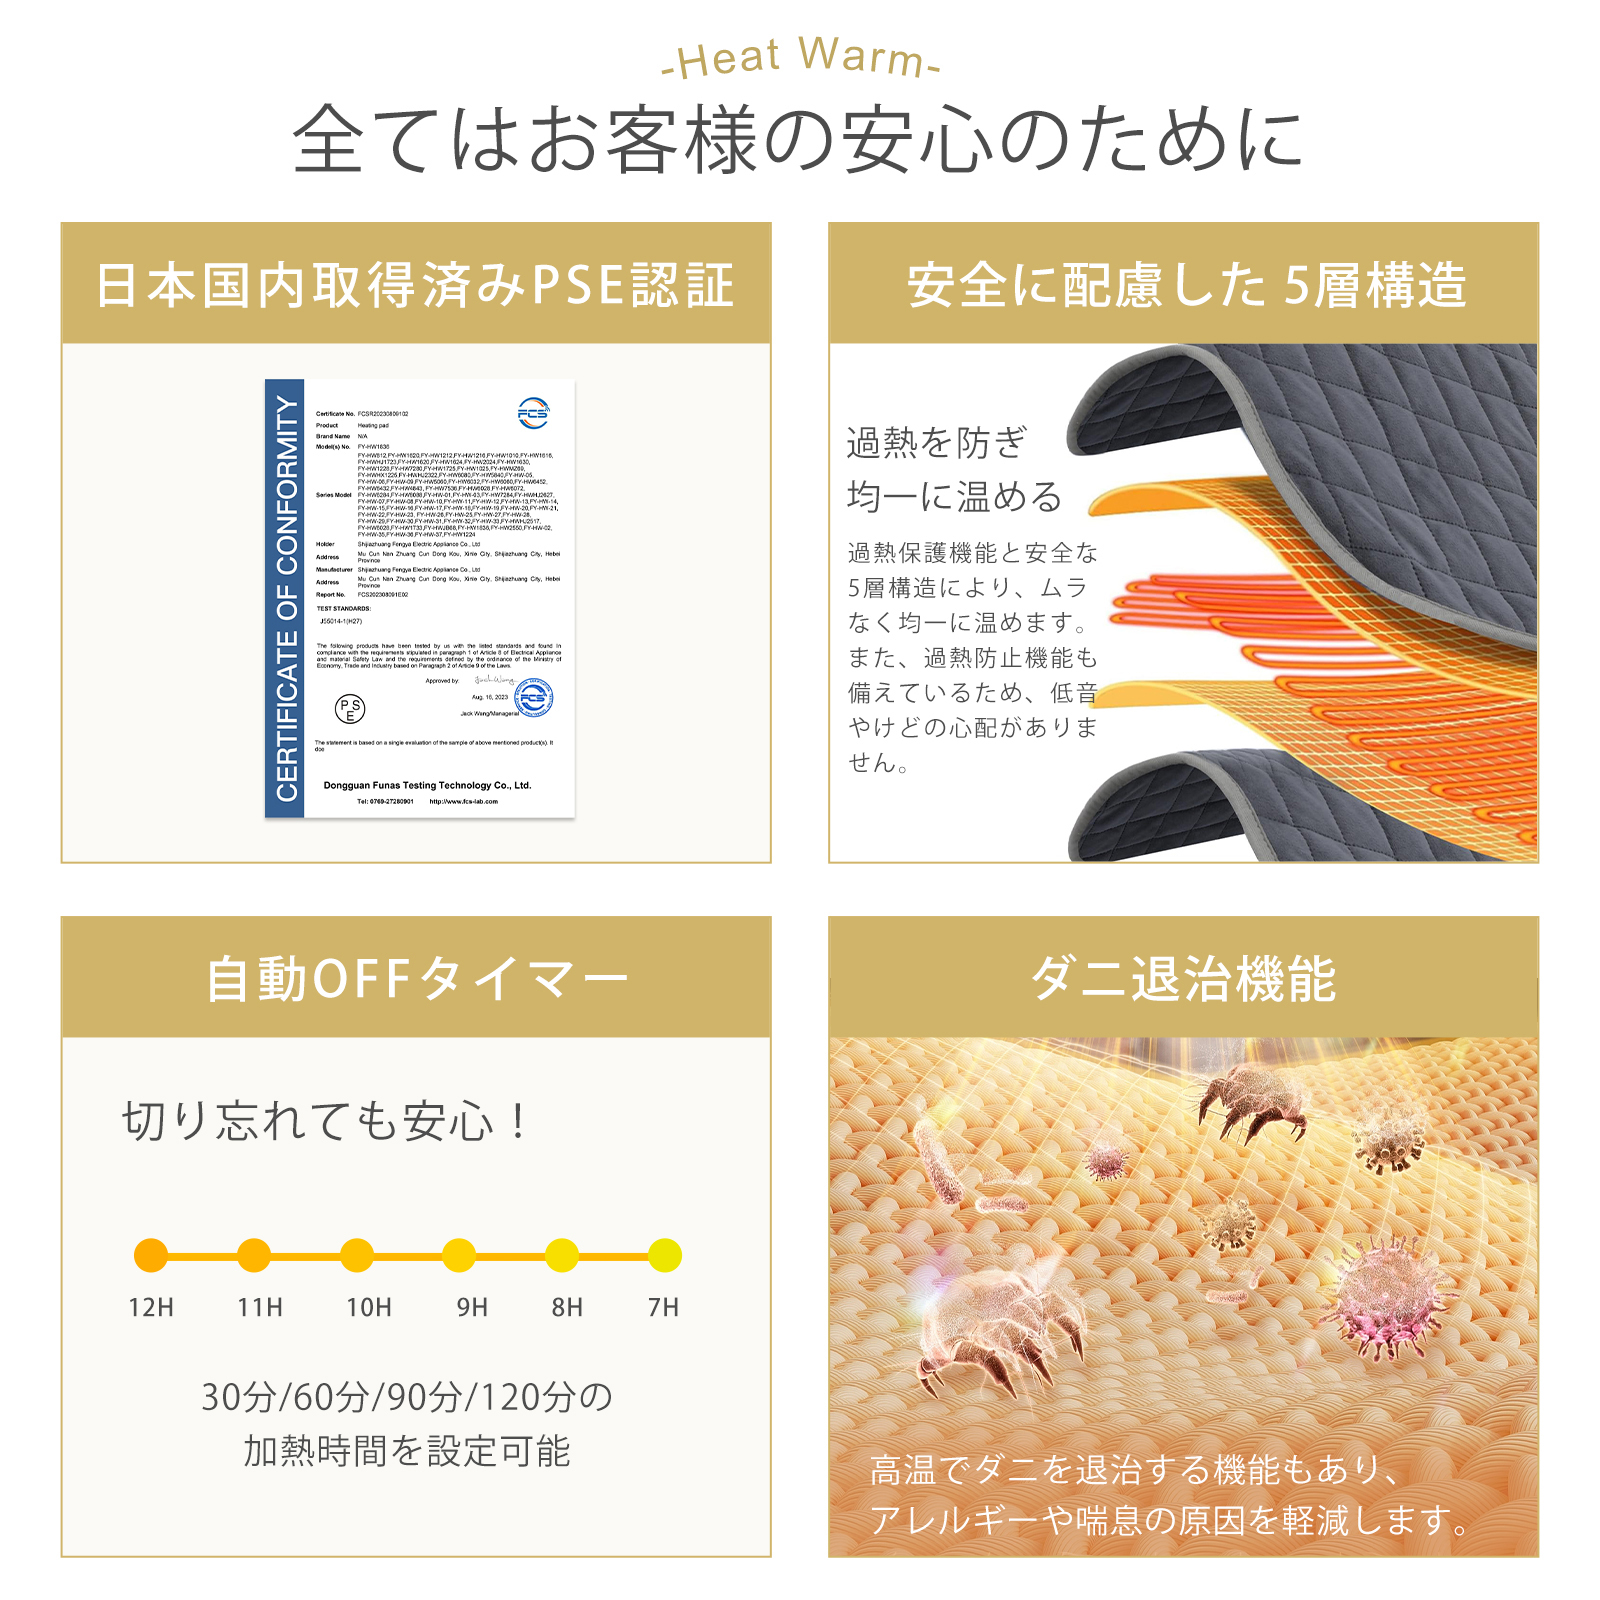 -Heat Warm-
全てはお客様の安心のために
日本国内取得済みPSE認証
CERTIFICATE OF CONFORMITY
FCS
Certificate No. FCSR20230809102
Product Heating pad
Brand Name N/A
Model(s) No. FY-HW1836
Series Model
Holder Shijiazhuang Fengya Electric Appliance Co., Ltd
Address Mu Cun Nan Zhuang Cun Dong Kou, Xinle City, Shijiazhuang City, Hebei
Province
Manufacturer Shijiazhuang Fengya Electric Appliance Co., Ltd
Address Mu Cun Nan Zhuang Cun Dong Kou, Xinle City, Shijiazhuang City, Hebei
Province
Report No. FCS202308091E02
TEST STANDARDS:
J55014-1(H27)
The following products have been tested by us with the listed standards and found in
compliance with the requirements stipulated in paragraph 1 of Article 8 of Electrical Appliance
and material Safety Law and the requirements defined by the ordinance of the Ministry of
Economy, Trade and Industry based on Paragraph 2 of Article 9 of the Laws.
Approved by:
Aug, 16, 2023
Jack Wang/Managerial
PS
E
FCS
The statement is based on a single evaluation of the sample of above mentioned product(s). It
doe
Dongguan Funas Testing Technology Co., Ltd.
Tel: 0769-27280901 http://www.fcs-lab.com
安全に配慮した 5層構造
過熱を防ぎ
均一に温める
過熱保護機能と安全な
5層構造により、ムラ
なく均一に温めます。
また、過熱防止機能も
備えているため、低音
やけどの心配がありま
せん。
自動OFFタイマー
切り忘れても安心！
12H 11H 10H 9H 8H 7H
30分/60分/90分/120分の
加熱時間を設定可能
ダニ退治機能
高温でダニを退治する機能もあり、
アレルギーや喘息の原因を軽減します。